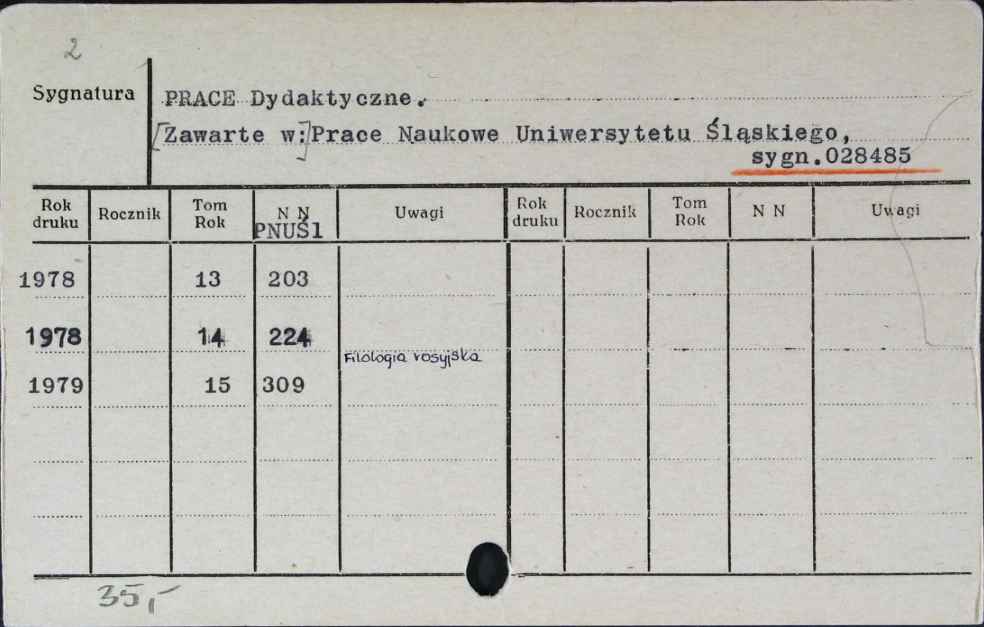 2
Sygnatura PRACE Dydaktyczne.
[Zawarte w:]Prace Naukowe Uniwersytetu Śląskiego,
sygn.028485
Rok druku Rocznik Tom Rok N N PNUŚl Uwagi Rok druku Rocznik Tom Rok N N Uwagi
1978 13 203
1978 14 224
Filologia rosyjska
1979 15 309
35,-